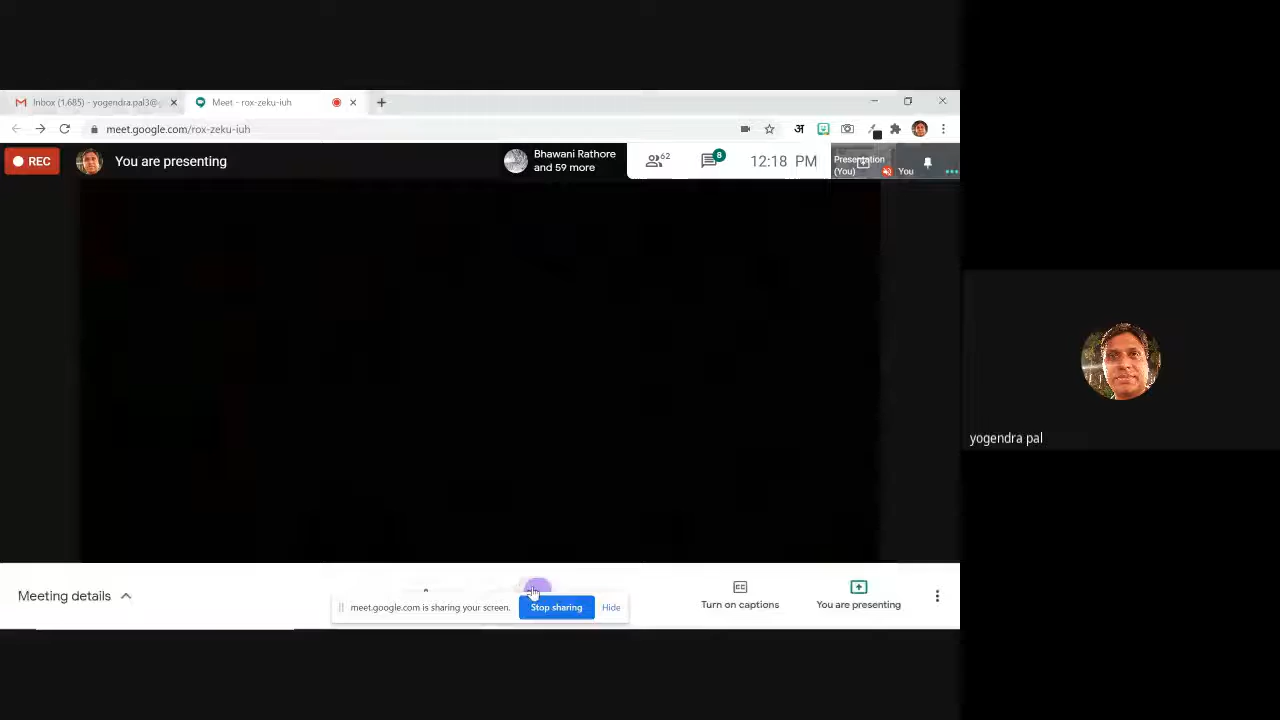 Inbox (1,685) - yogendra.pal3@
Meet - rox-zeku-iuh
meet.google.com/rox-zeku-iuh
अ
REC
You are presenting
Bhawani Rathore
and 59 more
62
8
12:18 PM
Presentation
(You)
You
yogendra pal
Meeting details
meet.google.com is sharing your screen.
Stop sharing
Hide
CC
Turn on captions
You are presenting